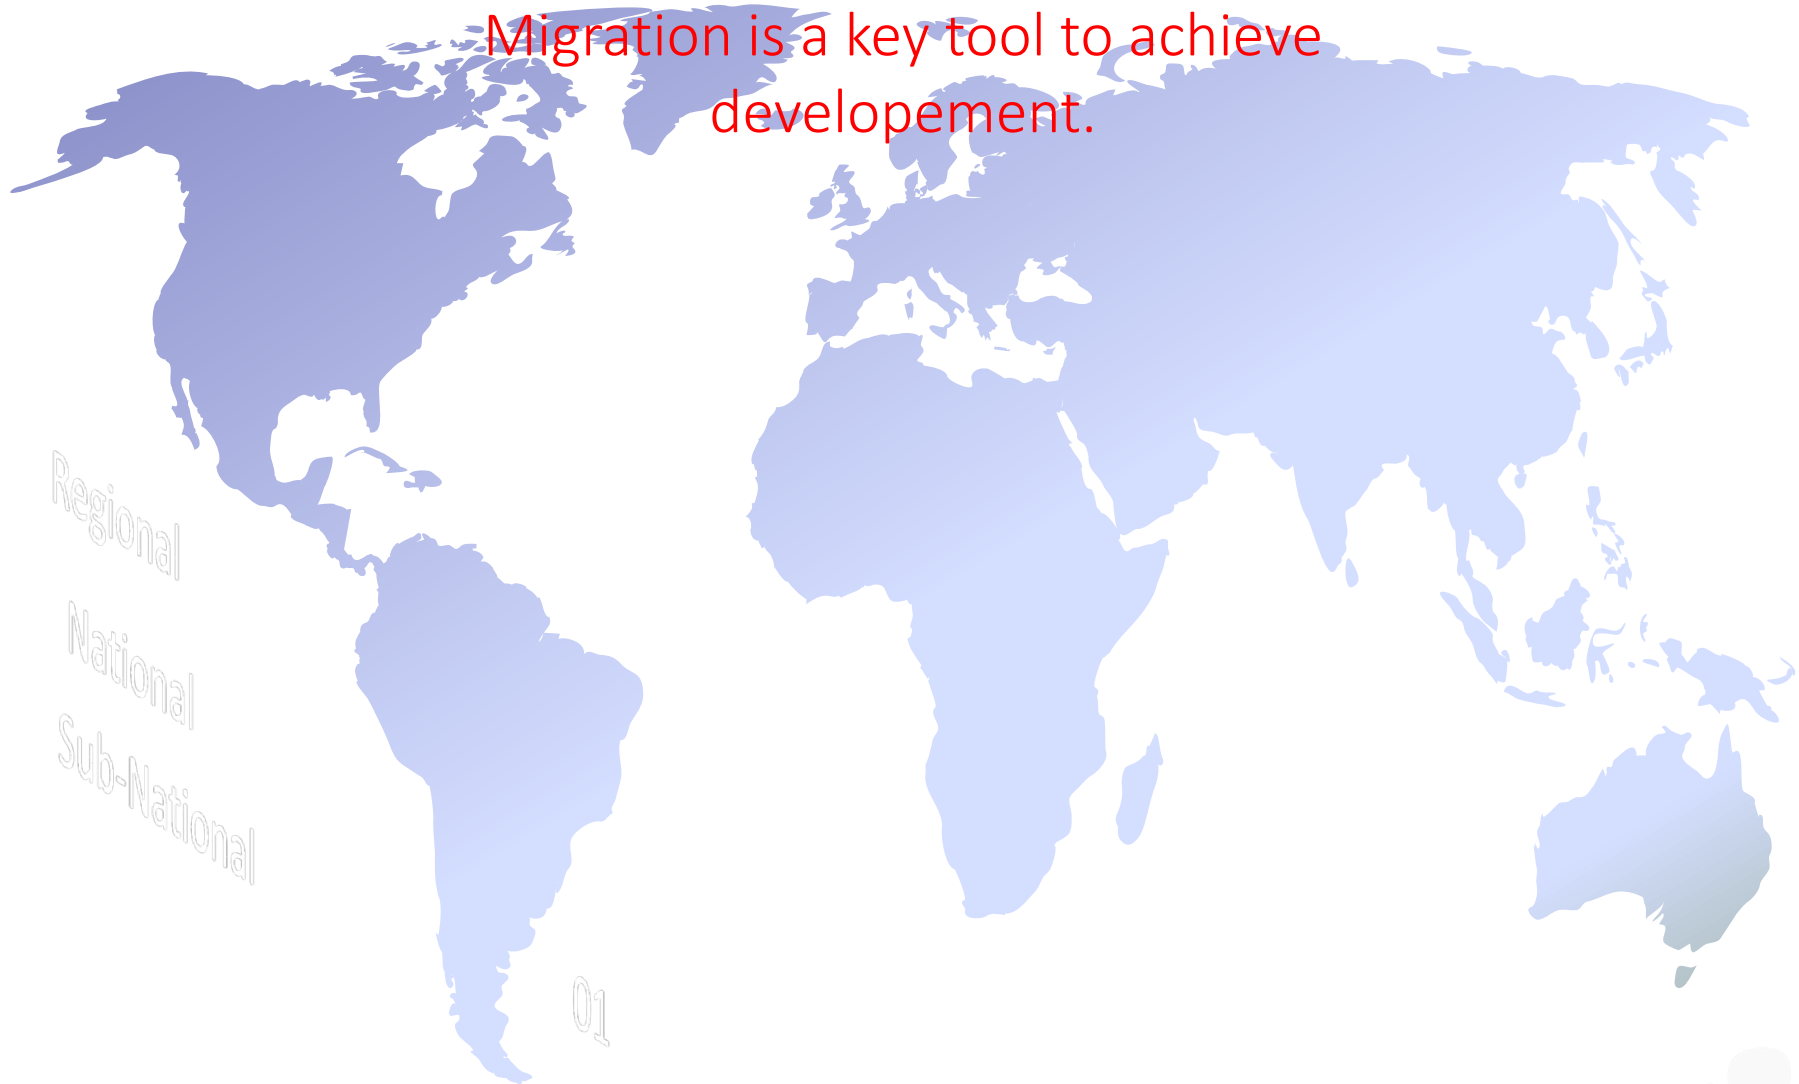 Migration is a key tool to achieve
developement.
Regional
National
Sub-National
01